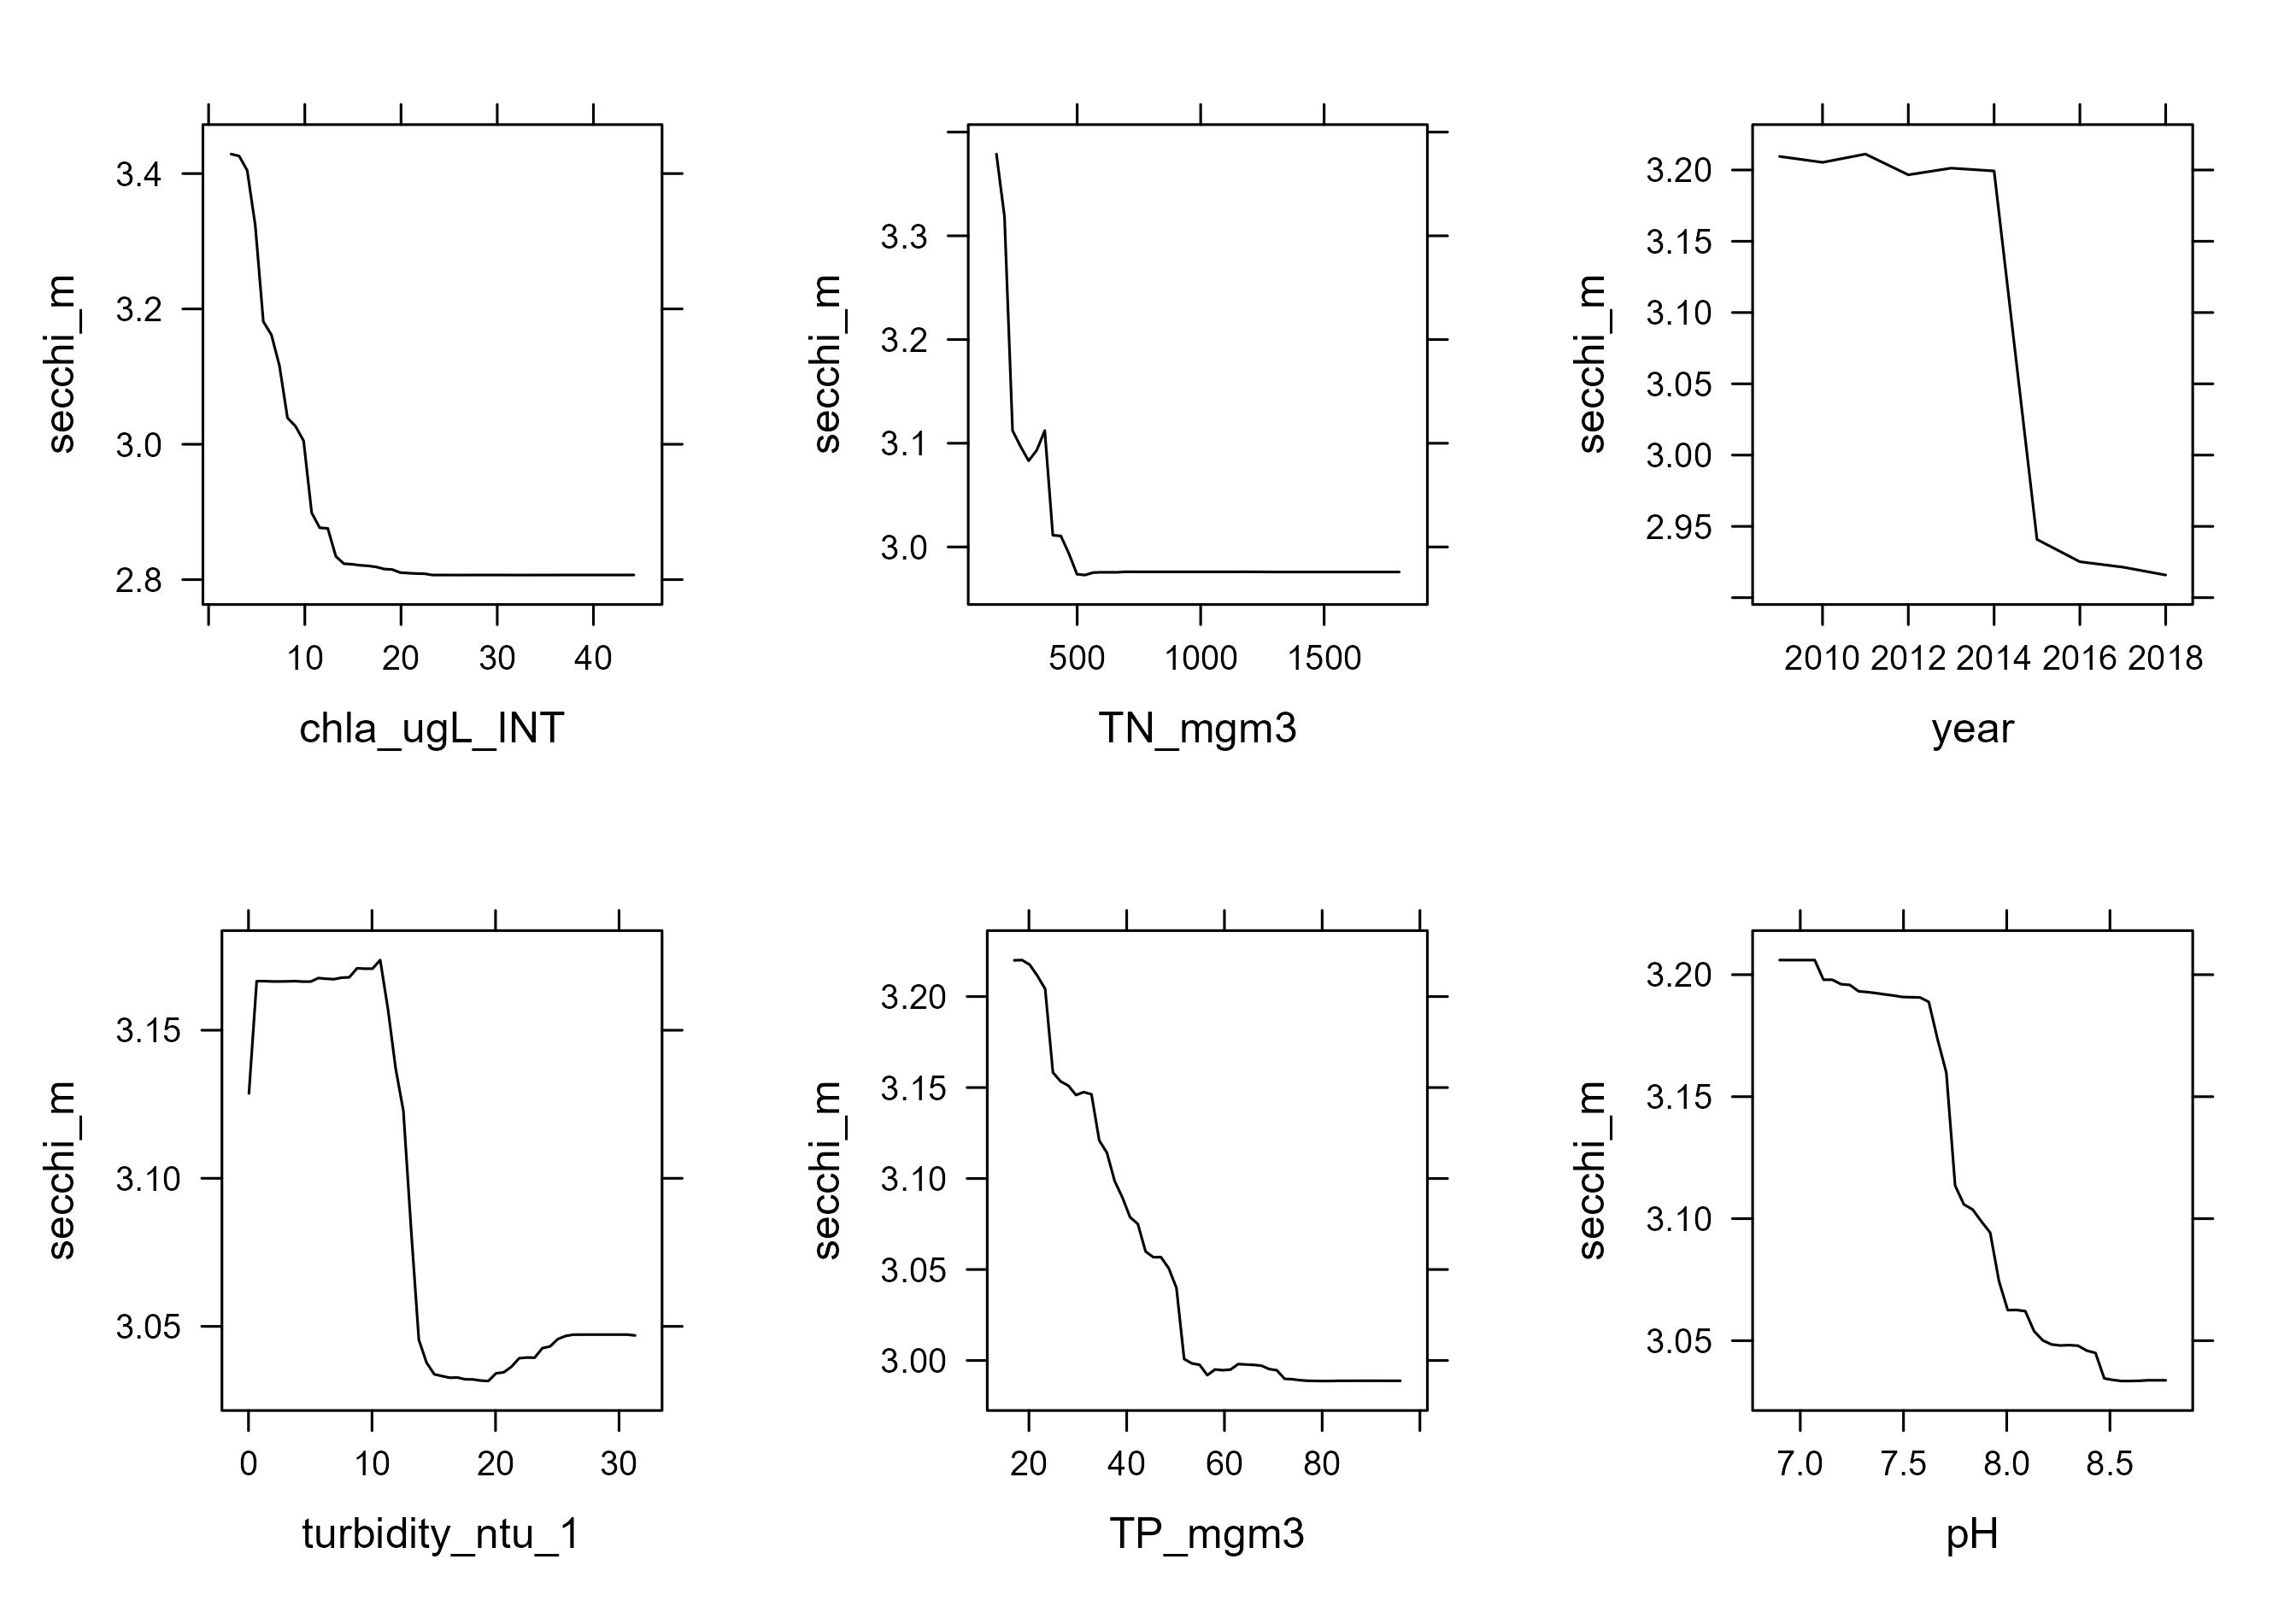 secchi_m
3.4
3.2
3.0
2.8
10 20 30 40
chla_ugL_INT
secchi_m
3.3
3.2
3.1
3.0
500 1000 1500
TN_mgm3
secchi_m
3.20
3.15
3.10
3.05
3.00
2.95
2010 2012 2014 2016 2018
year
secchi_m
3.15
3.10
3.05
0 10 20 30
turbidity_ntu_1
secchi_m
3.20
3.15
3.10
3.05
3.00
20 40 60 80
TP_mgm3
secchi_m
3.20
3.15
3.10
3.05
7.0 7.5 8.0 8.5
pH